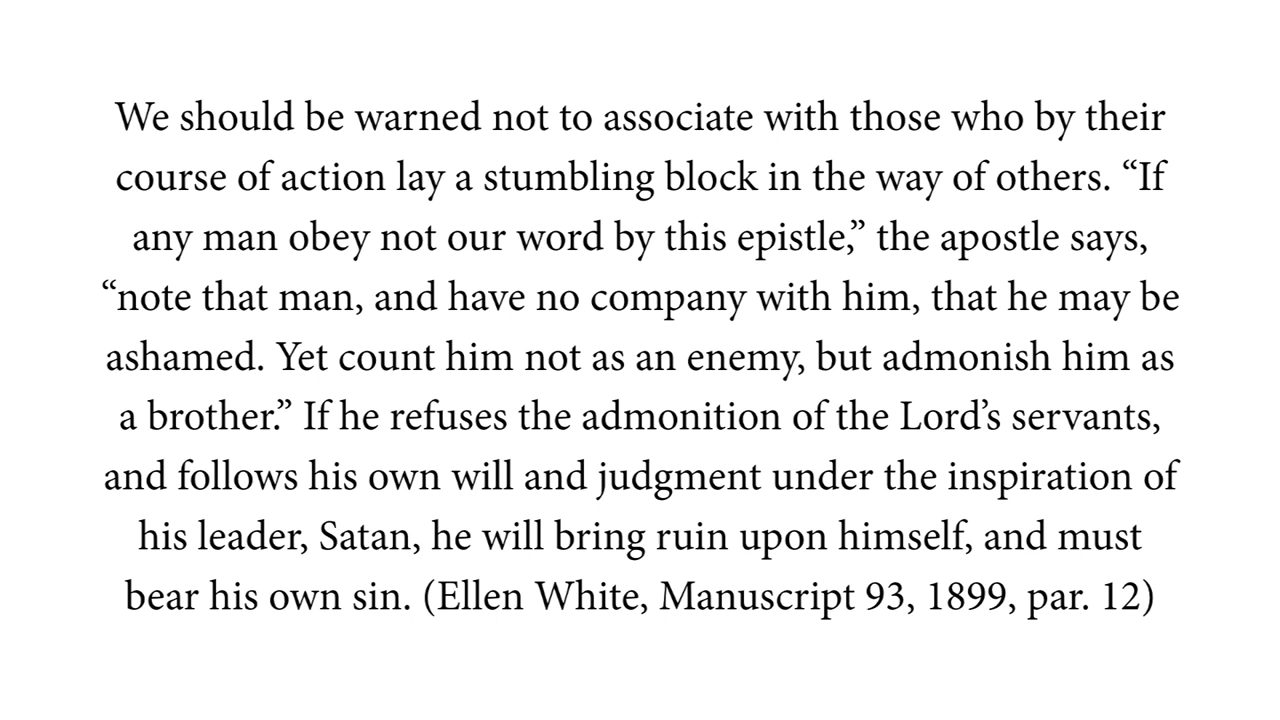 We should be warned not to associate with those who by their
course of action lay a stumbling block in the way of others. “If
any man obey not our word by this epistle,” the apostle says,
“note that man, and have no company with him, that he may be
ashamed. Yet count him not as an enemy, but admonish him as
a brother.” If he refuses the admonition of the Lord’s servants,
and follows his own will and judgment under the inspiration of
his leader, Satan, he will bring ruin upon himself, and must
bear his own sin. (Ellen White, Manuscript 93, 1899, par. 12)